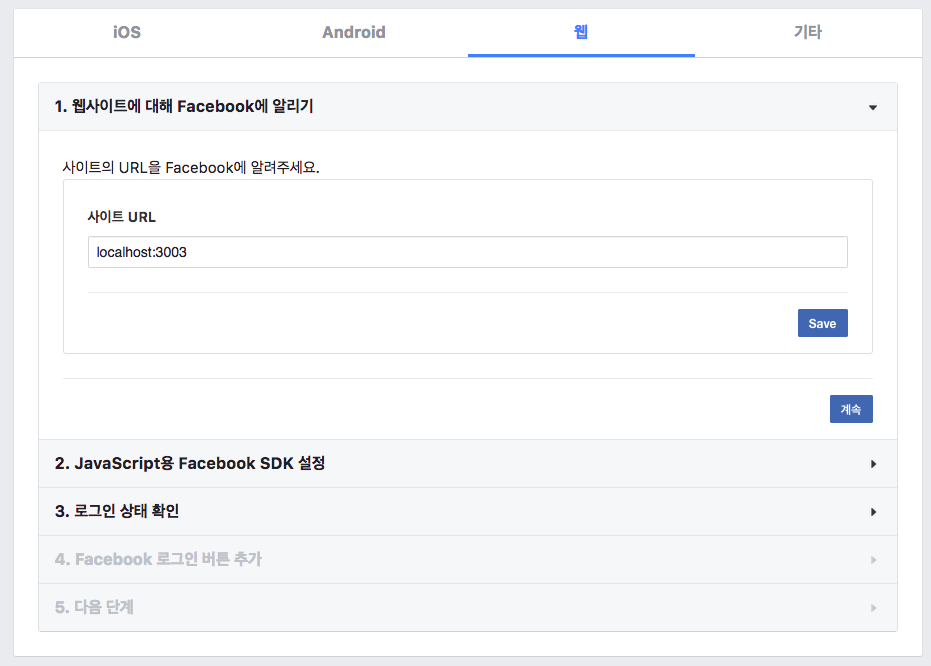 iOS Android 웹 기타
1. 웹사이트에 대해 Facebook에 알리기
사이트의 URL을 Facebook에 알려주세요.
사이트 URL
localhost:3003
Save
계속
2. JavaScript용 Facebook SDK 설정
3. 로그인 상태 확인
4. Facebook 로그인 버튼 추가
5. 다음 단계